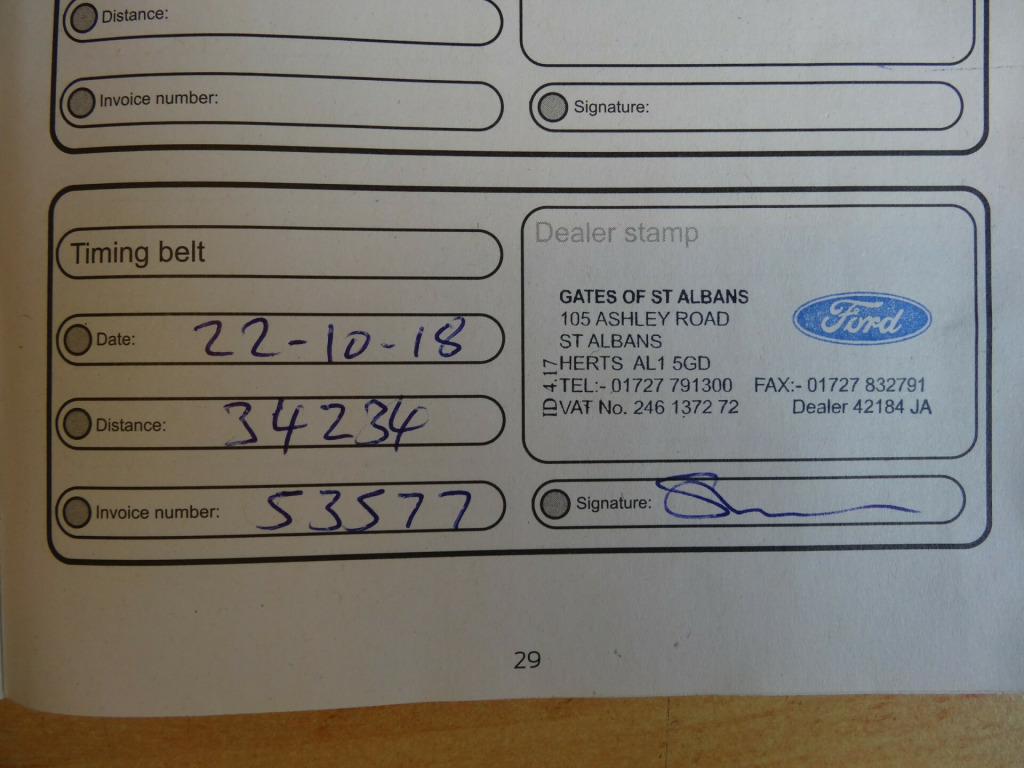 Distance:
Invoice number:
Signature:
Timing belt
Date: 22-10-18
Distance: 34234
Invoice number: 53577
Dealer stamp
GATES OF ST ALBANS
105 ASHLEY ROAD
ST ALBANS
HERTS AL1 5GD
TEL:- 01727 791300 FAX:- 01727 832791
VAT No. 246 1372 72 Dealer 42184 JA
ID 4.17
Ford
Signature:
29